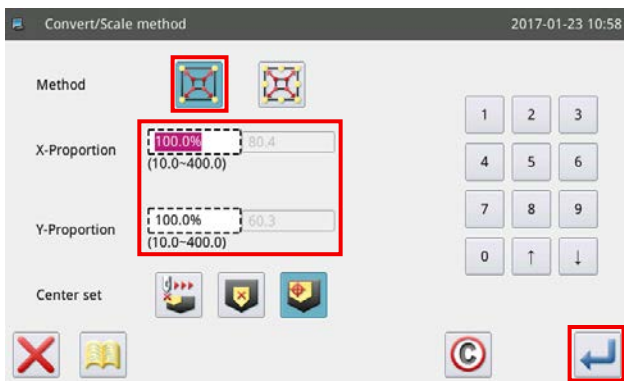 Convert/Scale method 2017-01-23 10:58
Method
X-Proportion 100.0% 80.4
(10.0~400.0)
Y-Proportion 100.0% 60.3
(10.0~400.0)
Center set
1 2 3
4 5 6
7 8 9
0 ↑ ↓
C